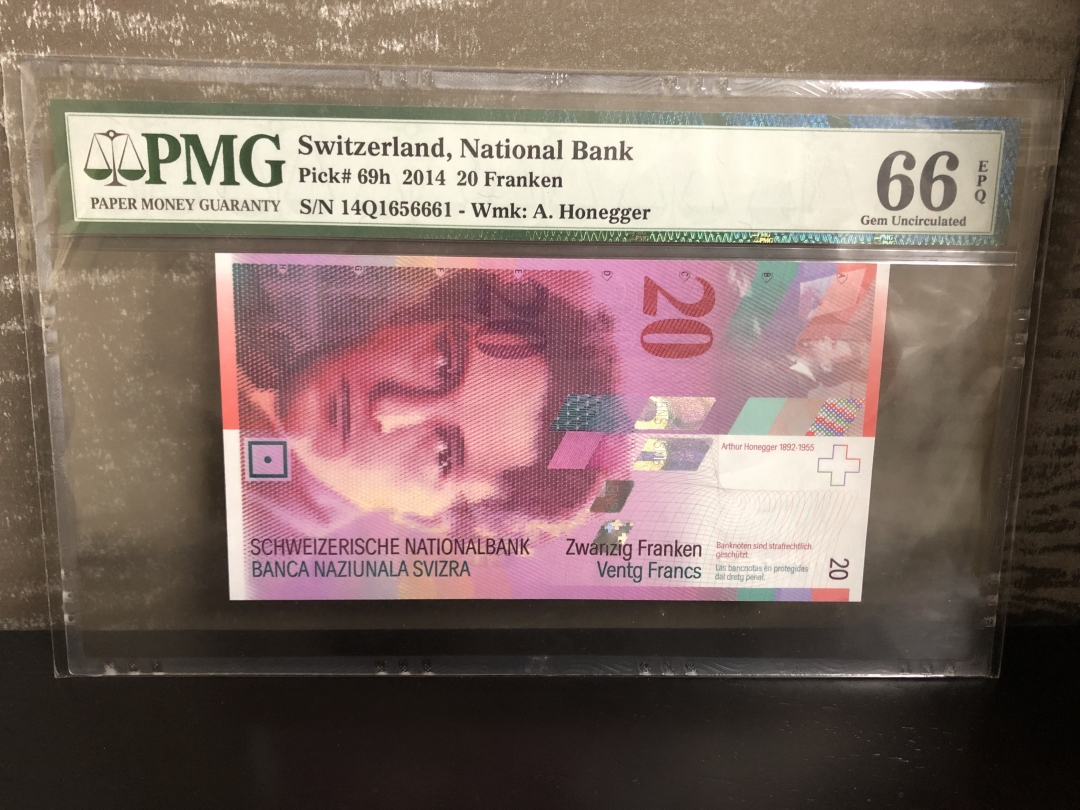 PMG
PAPER MONEY GUARANTY
Switzerland, National Bank
Pick# 69h 2014 20 Franken
S/N 14Q1656661 - Wmk: A. Honegger
66
EPQ
Gem Uncirculated
H G F E D C B A
20
20
Arthur Honegger 1892-1955
SCHWEIZERISCHE NATIONALBANK
BANCA NAZIUNALA SVIZRA
Zwanzig Franken
Ventg Francs
Banknoten sind strafrechtlich
geschützt.
Las bancnotas èn protegidas
dal dretg penal.
20